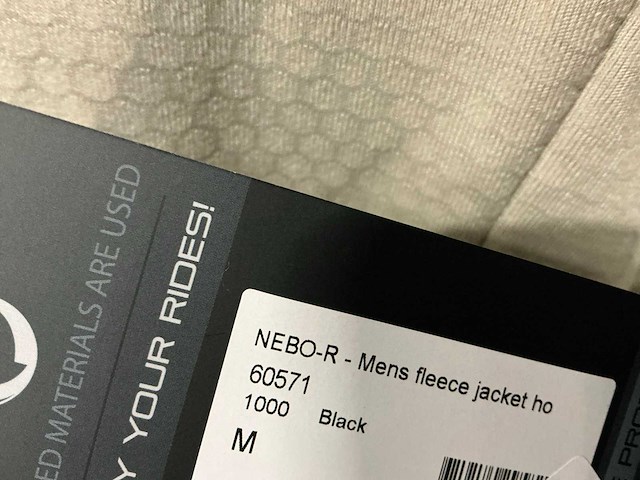 ED MATERIALS ARE USED
Y YOUR RIDES!
NEBO-R - Mens fleece jacket ho
60571
1000 Black
M